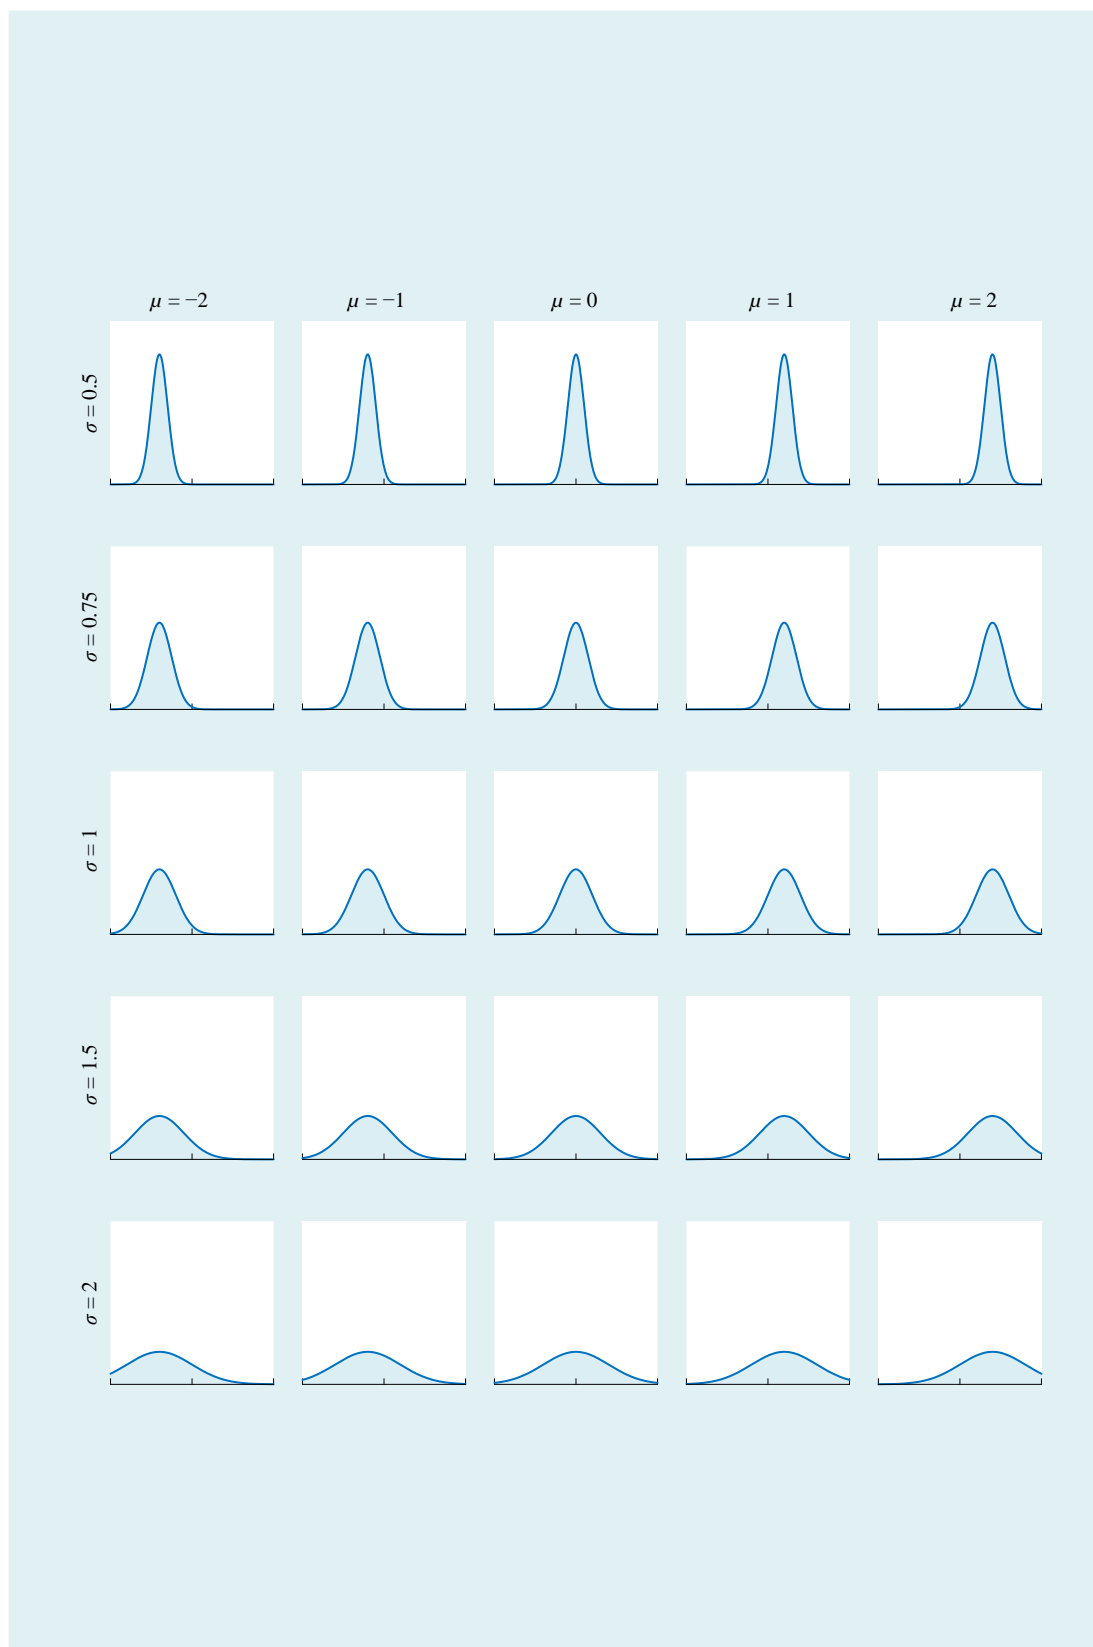 μ = −2
μ = −1
μ = 0
μ = 1
μ = 2
σ = 0.5
σ = 0.75
σ = 1
σ = 1.5
σ = 2